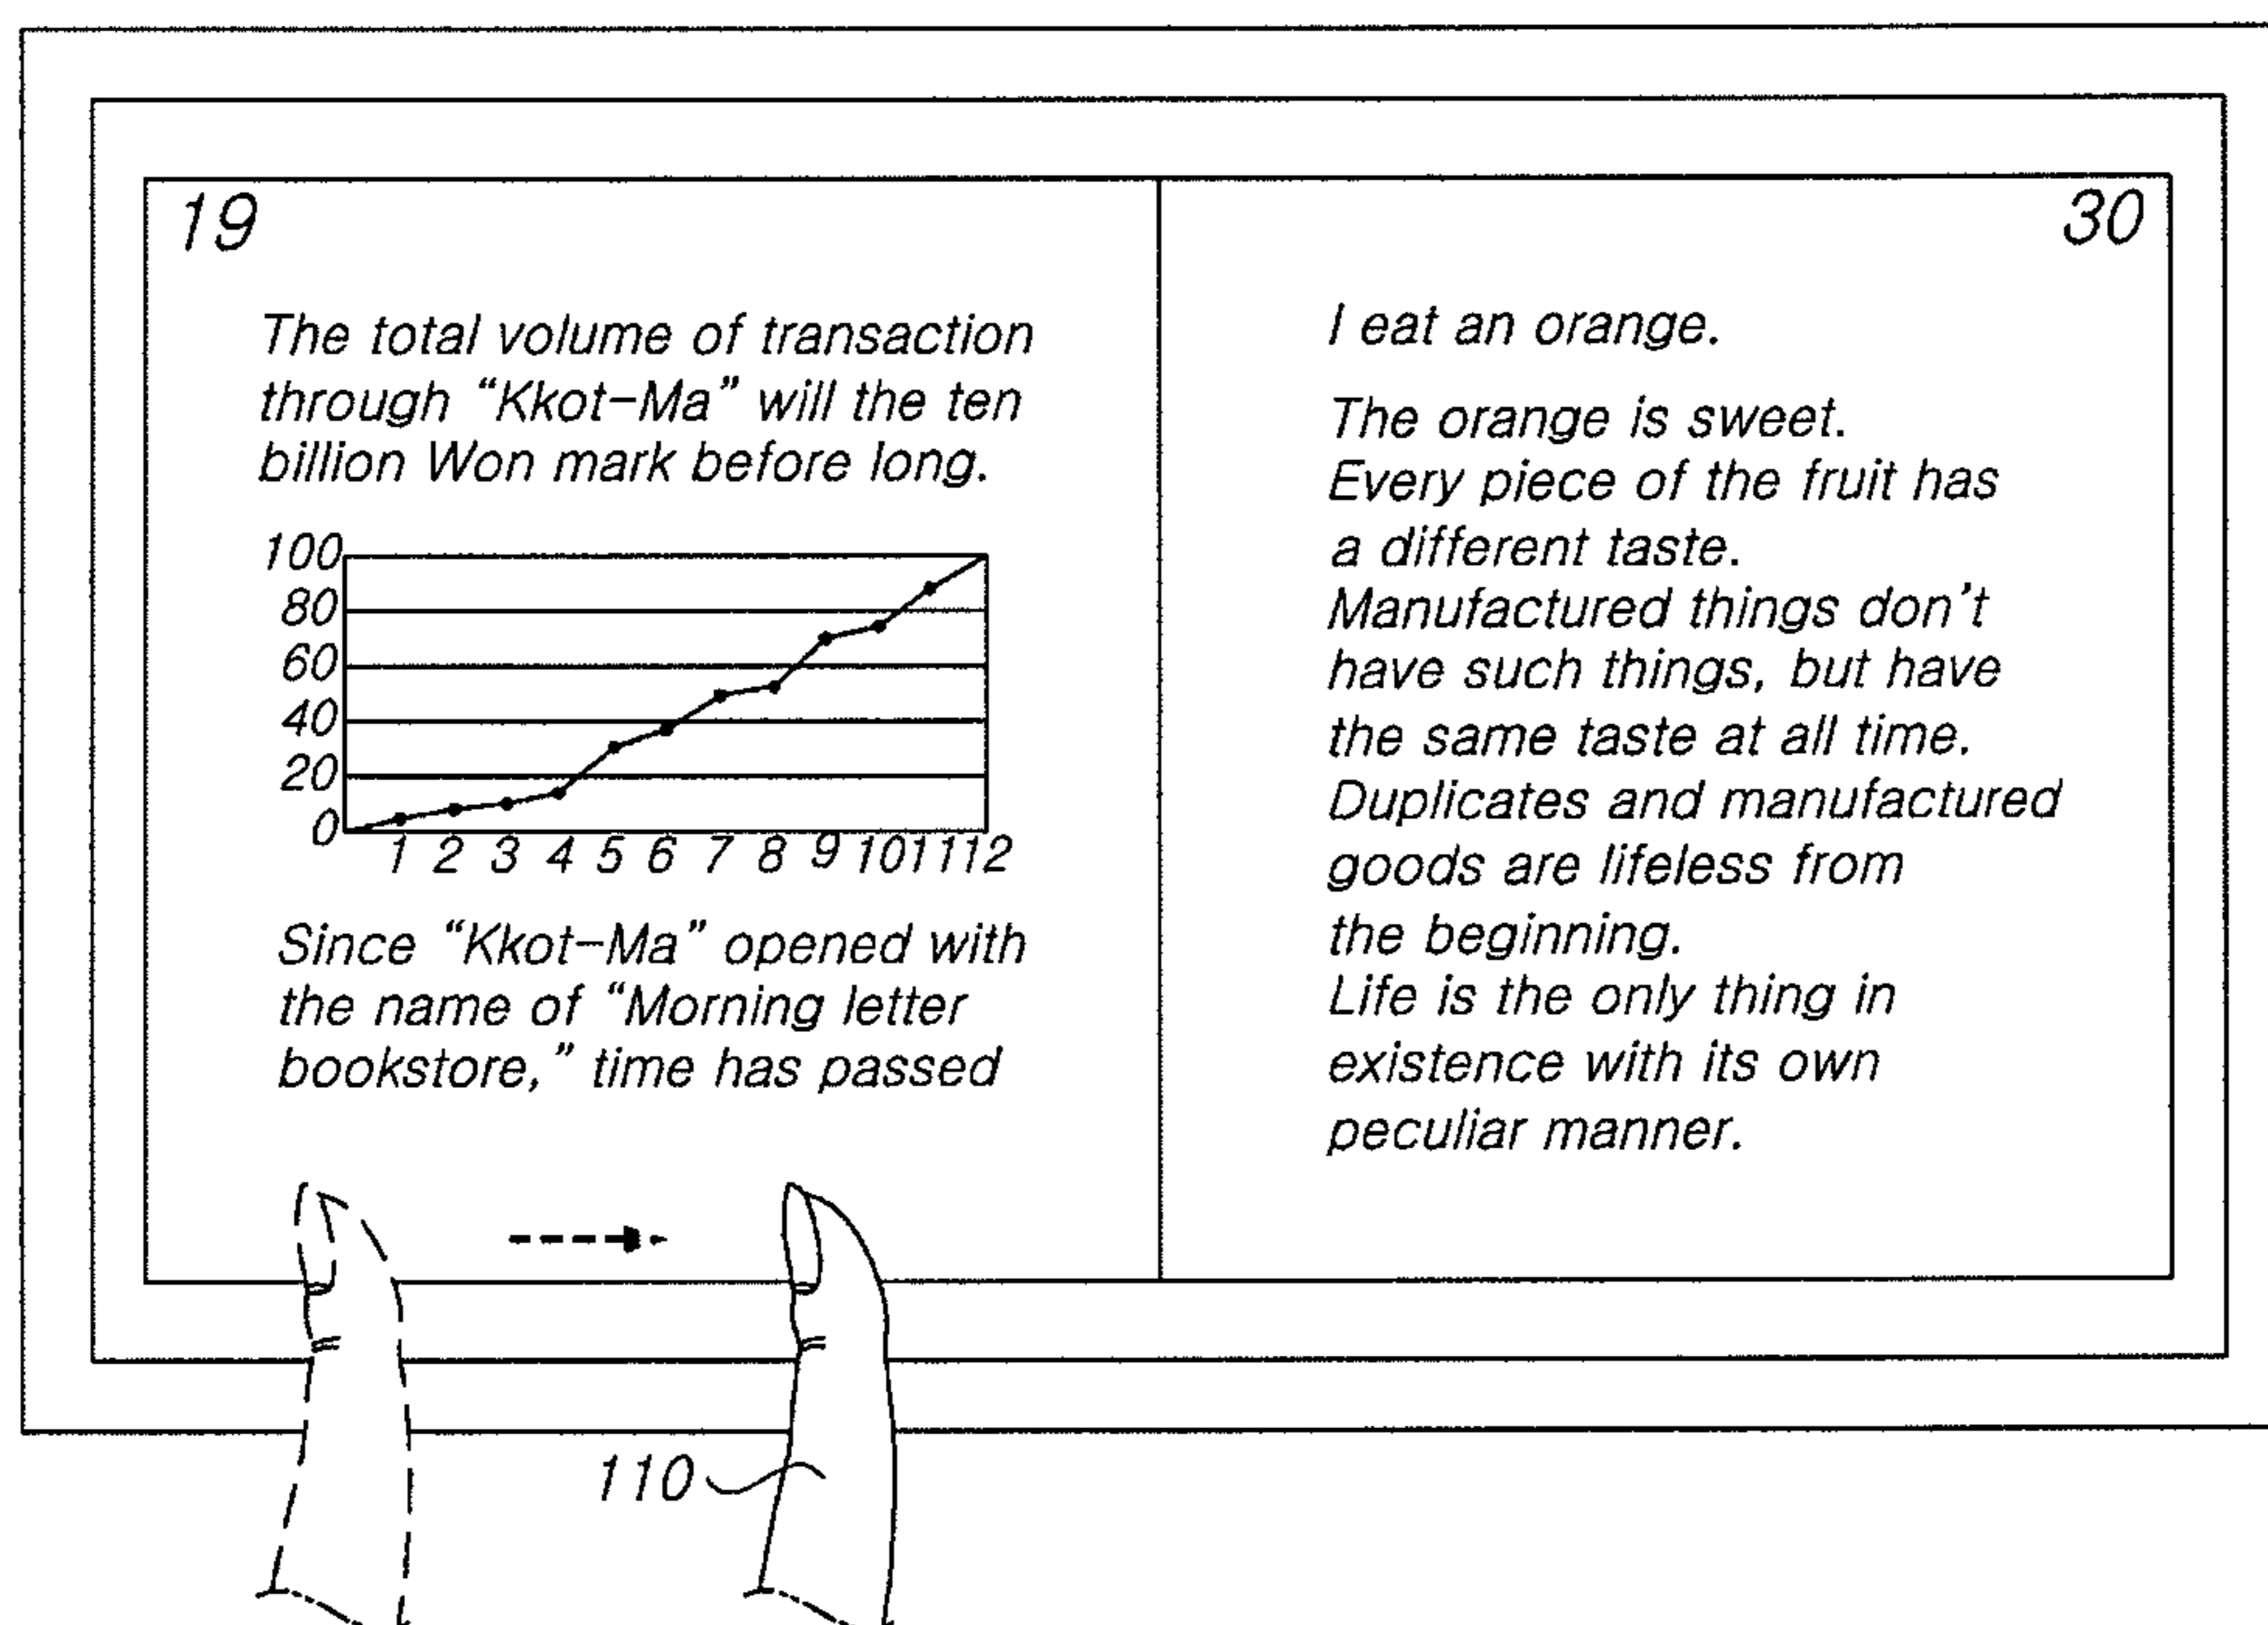 19
The total volume of transaction
through “Kkot-Ma” will the ten
billion Won mark before long.
100
80
60
40
20
0
1 2 3 4 5 6 7 8 9 10 11 12
Since “Kkot-Ma” opened with
the name of “Morning letter
bookstore,” time has passed
30
I eat an orange.
The orange is sweet.
Every piece of the fruit has
a different taste.
Manufactured things don't
have such things, but have
the same taste at all time.
Duplicates and manufactured
goods are lifeless from
the beginning.
Life is the only thing in
existence with its own
peculiar manner.
110